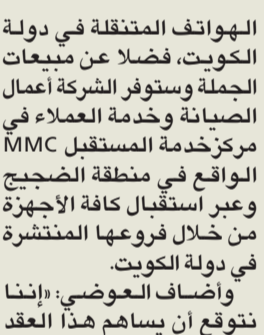 الهواتف المتنقلة في دولة
الكويت، فضلا عن مبيعات
الجملة وستوفر الشركة أعمال
الصيانة وخدمة العملاء في
مركزخدمة المستقبل MMC
الواقع في منطقة الضجيج
وعبر استقبال كافة الأجهزة
من خلال فروعها المنتشرة
في دولة الكويت.
وأضاف العوضي: «إننا
نتوقع أن يساهم هذا العقد